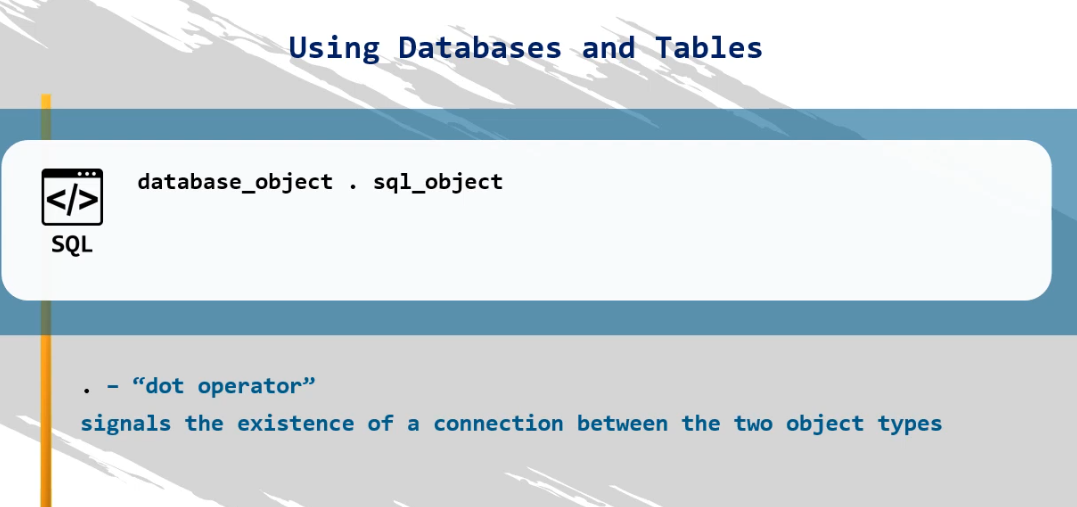 Using Databases and Tables
</>
database_object . sql_object
SQL
. – “dot operator”
signals the existence of a connection between the two object types